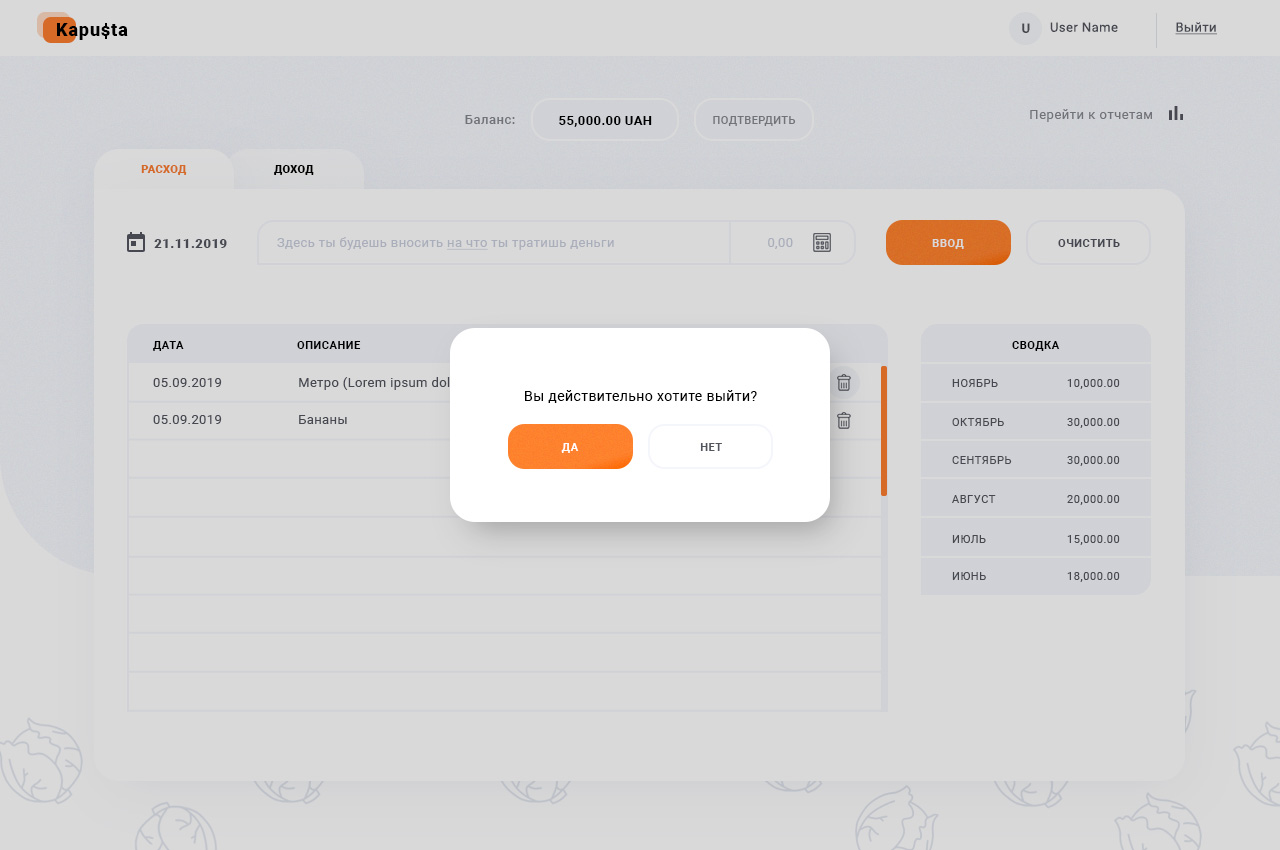 Kapu$ta
U User Name Выйти
Баланс: 55,000.00 UAH ПОДТВЕРДИТЬ Перейти к отчетам
РАСХОД ДОХОД
21.11.2019 Здесь ты будешь вносить на что ты тратишь деньги 0,00 ВВОД ОЧИСТИТЬ
ДАТА ОПИСАНИЕ
05.09.2019 Метро (Lorem ipsum dol
05.09.2019 Бананы
Вы действительно хотите выйти?
ДА НЕТ
СВОДКА
НОЯБРЬ 10,000.00
ОКТЯБРЬ 30,000.00
СЕНТЯБРЬ 30,000.00
АВГУСТ 20,000.00
ИЮЛЬ 15,000.00
ИЮНЬ 18,000.00